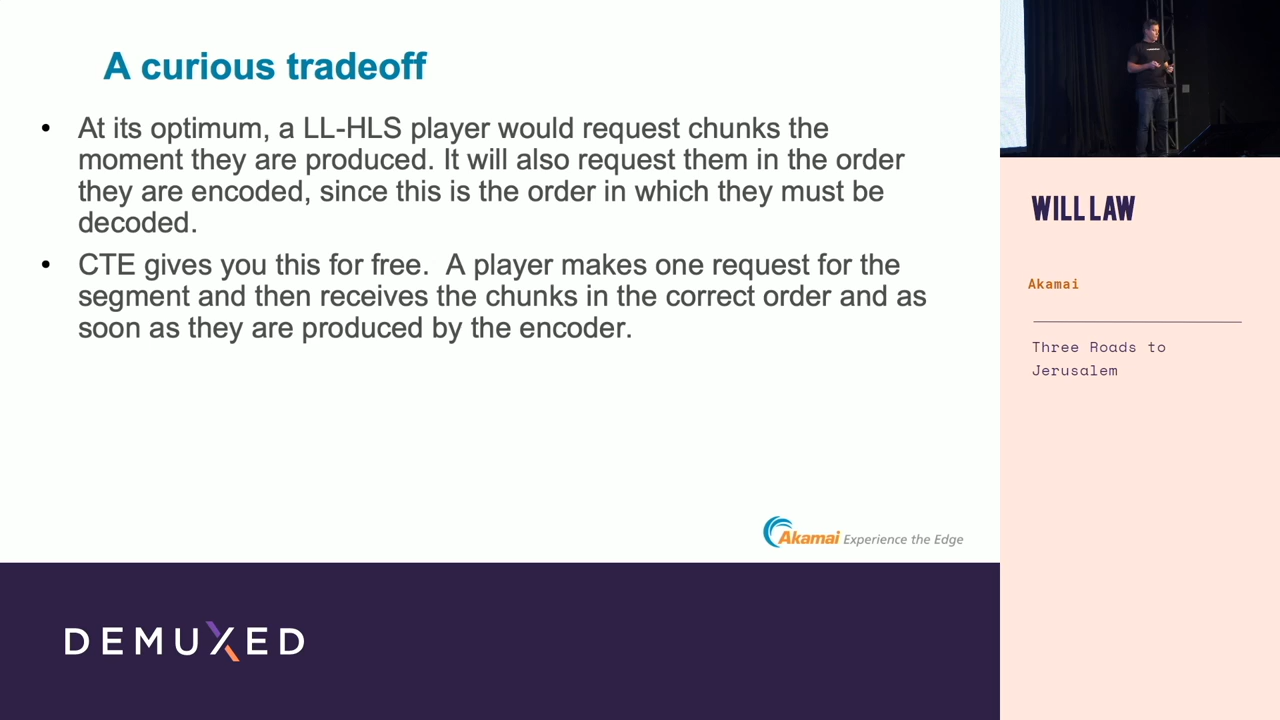 A curious tradeoff
• At its optimum, a LL-HLS player would request chunks the
moment they are produced. It will also request them in the order
they are encoded, since this is the order in which they must be
decoded.
• CTE gives you this for free.  A player makes one request for the
segment and then receives the chunks in the correct order and as
soon as they are produced by the encoder.
Akamai Experience the Edge
DEMUXED
WILL LAW
Akamai
Three Roads to
Jerusalem